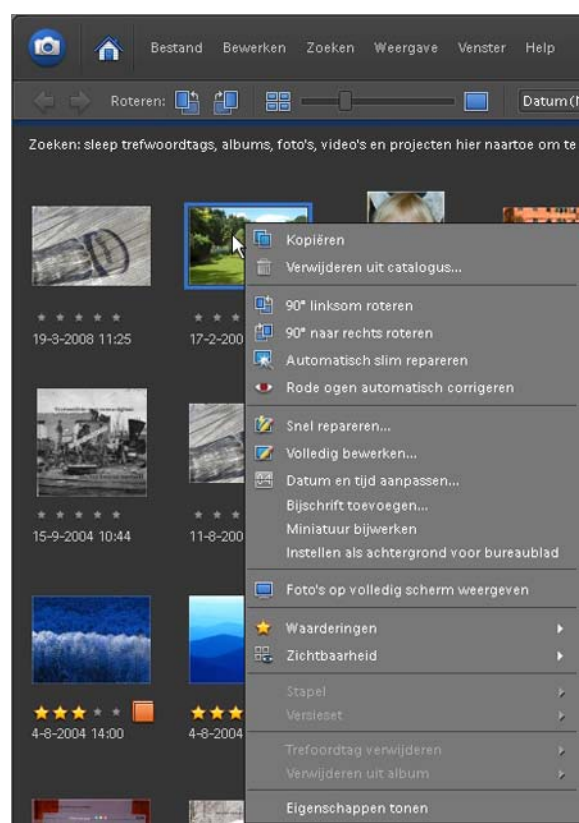 Bestand Bewerken Zoeken Weergave Venster Help
Roteren: Datum (N
Zoeken: sleep trefwoordtags, albums, foto's, video's en projecten hier naartoe om te
19-3-2008 11:25
17-2-200
15-9-2004 10:44
11-8-200
4-8-2004 14:00
4-8-2004
Kopiëren
Verwijderen uit catalogus...
90° linksom roteren
90° naar rechts roteren
Automatisch slim repareren
Rode ogen automatisch corrigeren
Snel repareren...
Volledig bewerken...
Datum en tijd aanpassen...
Bijschrift toevoegen...
Miniatuur bijwerken
Instellen als achtergrond voor bureaublad
Foto's op volledig scherm weergeven
Waarderingen
Zichtbaarheid
Stapel
Versieset
Trefoordtag verwijderen
Verwijderen uit album
Eigenschappen tonen